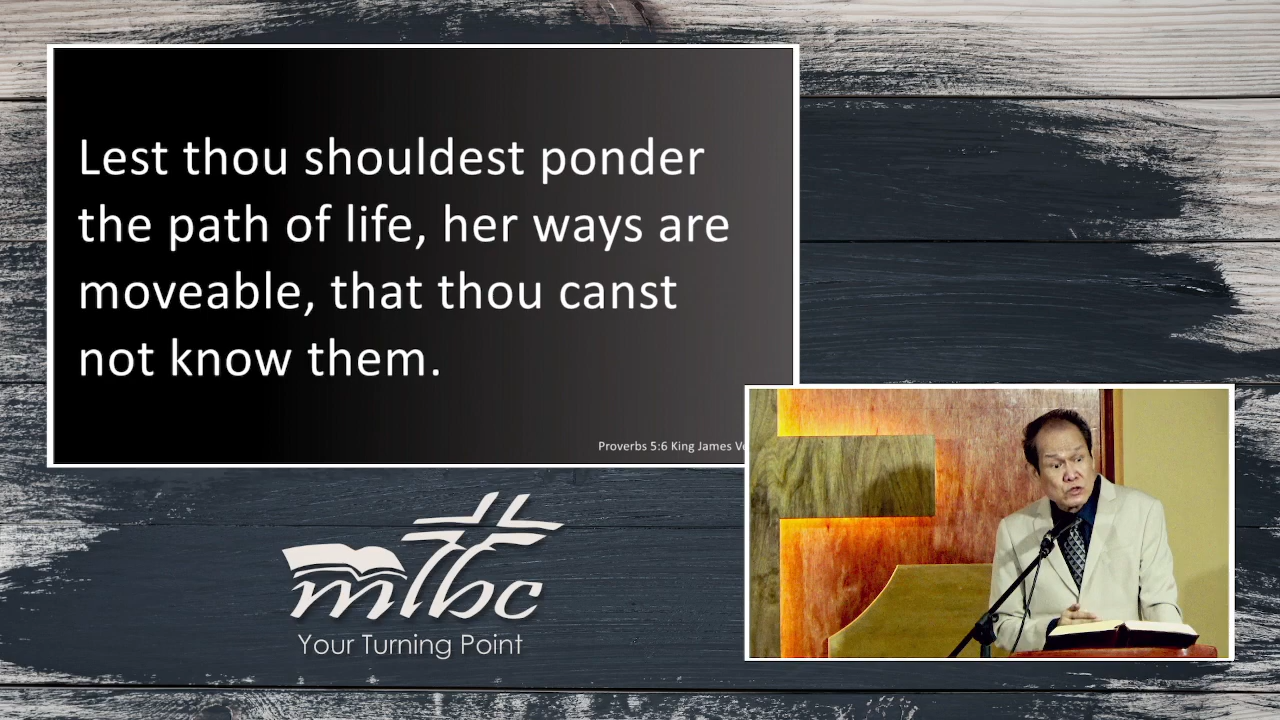 Lest thou shouldest ponder
the path of life, her ways are
moveable, that thou canst
not know them.
Proverbs 5:6 King James
mlbc
Your Turning Point